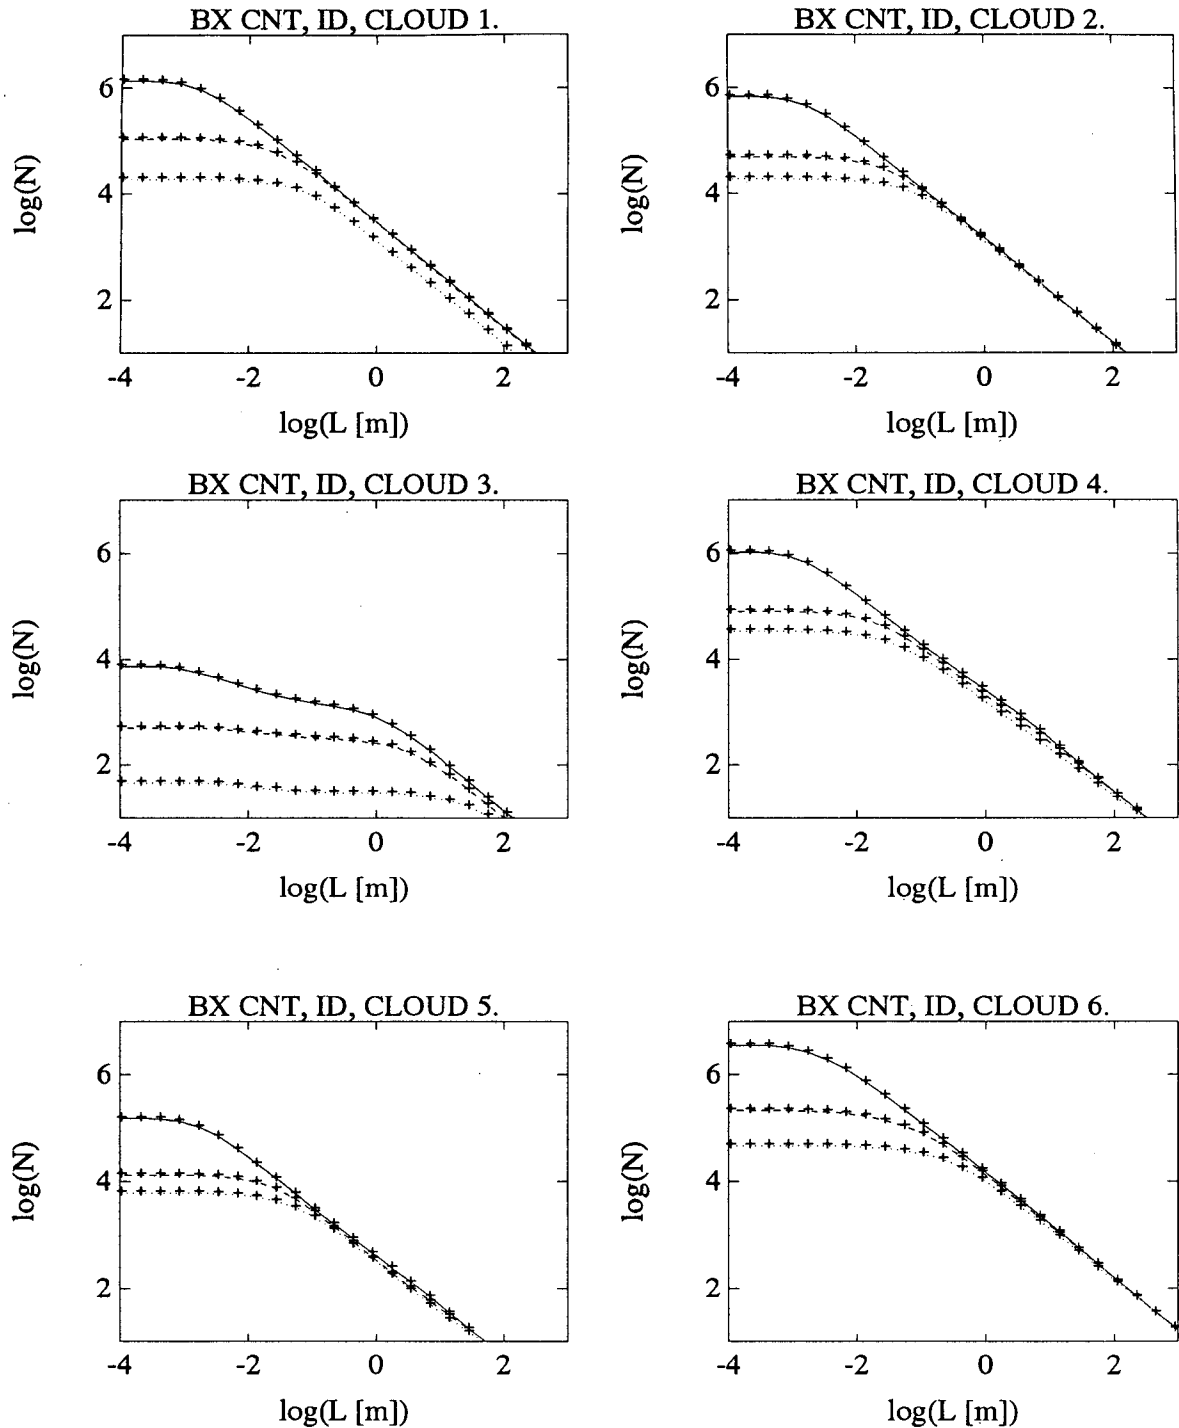 BX CNT, ID, CLOUD 1.
log(N)
6
4
2
-4 -2 0 2
log(L [m])
BX CNT, ID, CLOUD 2.
log(N)
6
4
2
-4 -2 0 2
log(L [m])
BX CNT, ID, CLOUD 3.
log(N)
6
4
2
-4 -2 0 2
log(L [m])
BX CNT, ID, CLOUD 4.
log(N)
6
4
2
-4 -2 0 2
log(L [m])
BX CNT, ID, CLOUD 5.
log(N)
6
4
2
-4 -2 0 2
log(L [m])
BX CNT, ID, CLOUD 6.
log(N)
6
4
2
-4 -2 0 2
log(L [m])